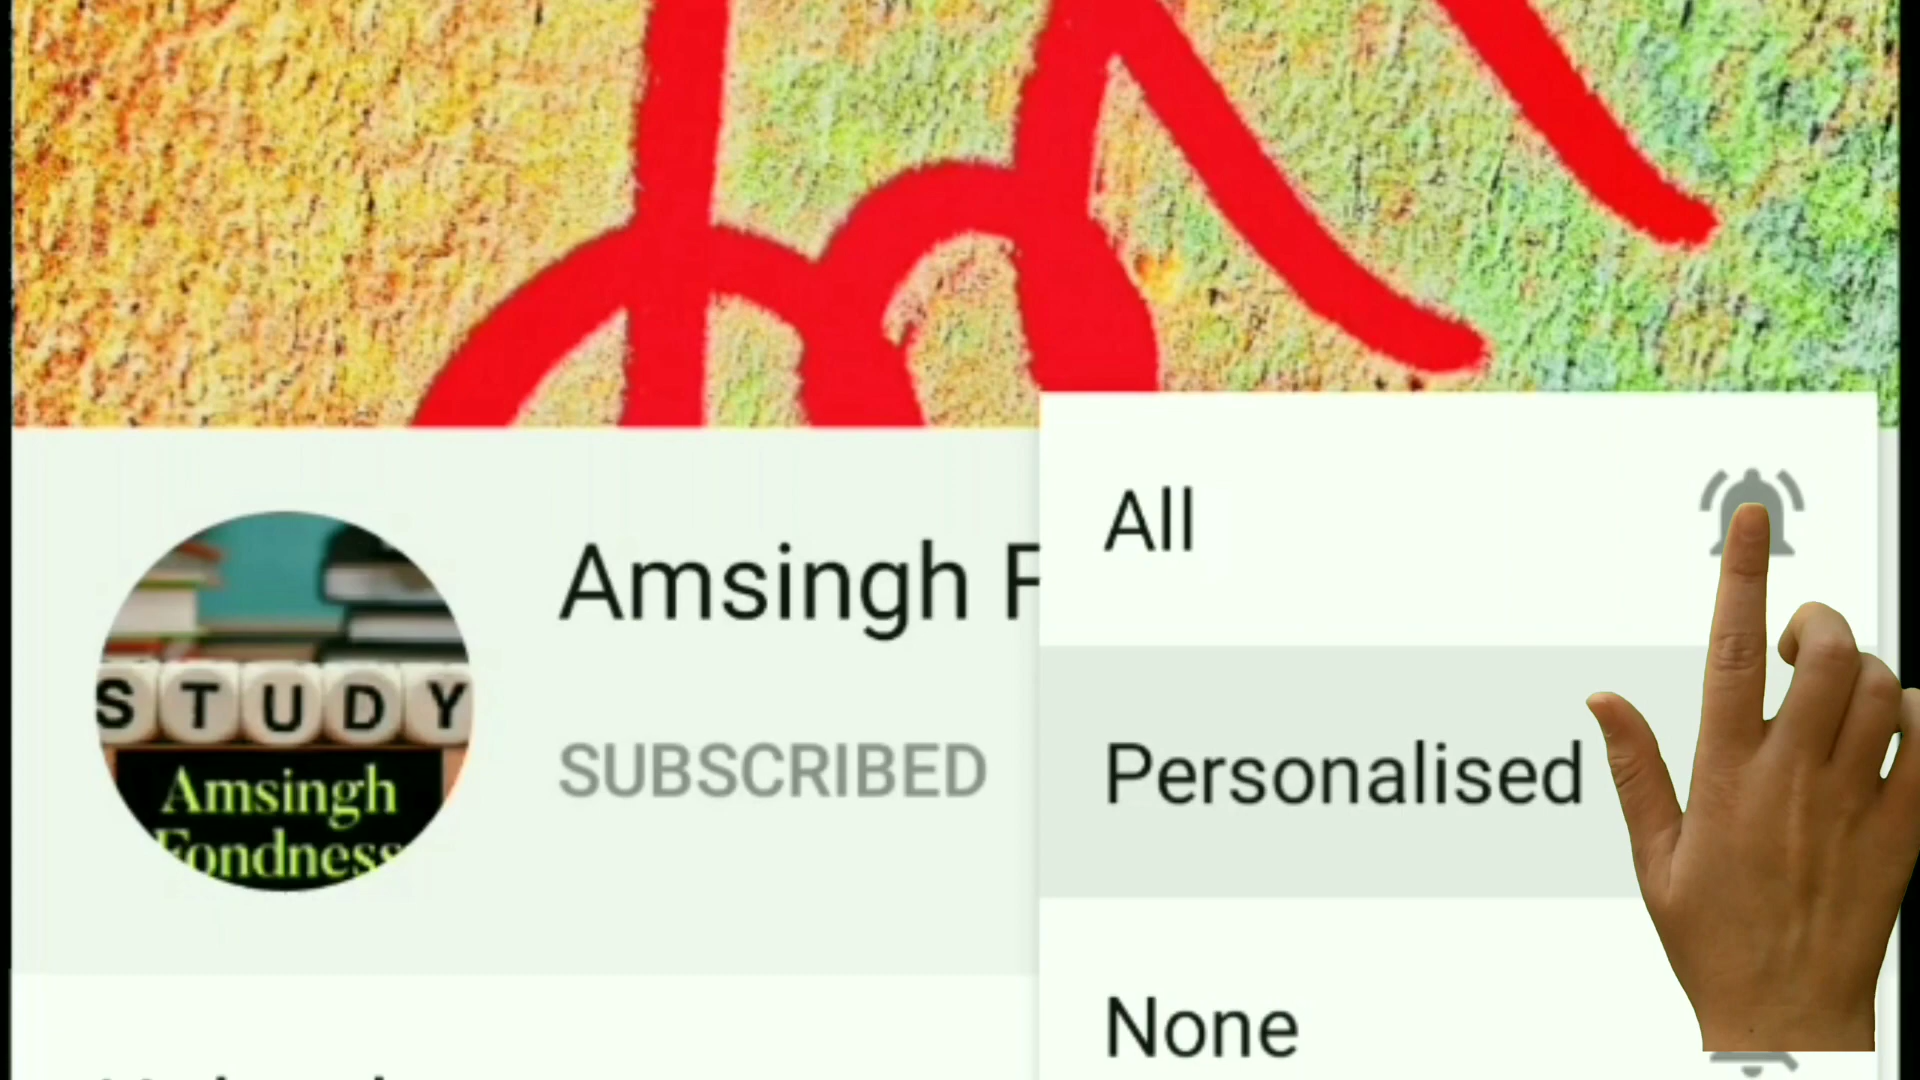 All
Amsingh
SUBSCRIBED
Personalised
None
STUDY
Amsingh
Fondness